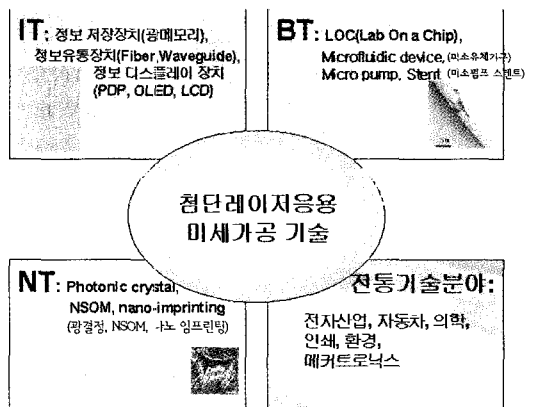 IT: 정보 저장장치(광메모리),
정보유통장치(Fiber,Waveguide),
정보 디스플레이 장치
(PDP, OLED, LCD)
BT: LOC(Lab On a Chip),
Microfluidic device, (미소유체기구)
Micro pump, Stent (미소펌프 스텐트)
첨단레이저응용
미세가공 기술
NT: Photonic crystal,
NSOM, nano-imprinting
(광결정, NSOM, 나노 임프린팅)
전통기술분야:
전자산업, 자동차, 의학,
인쇄, 환경,
메커트로닉스